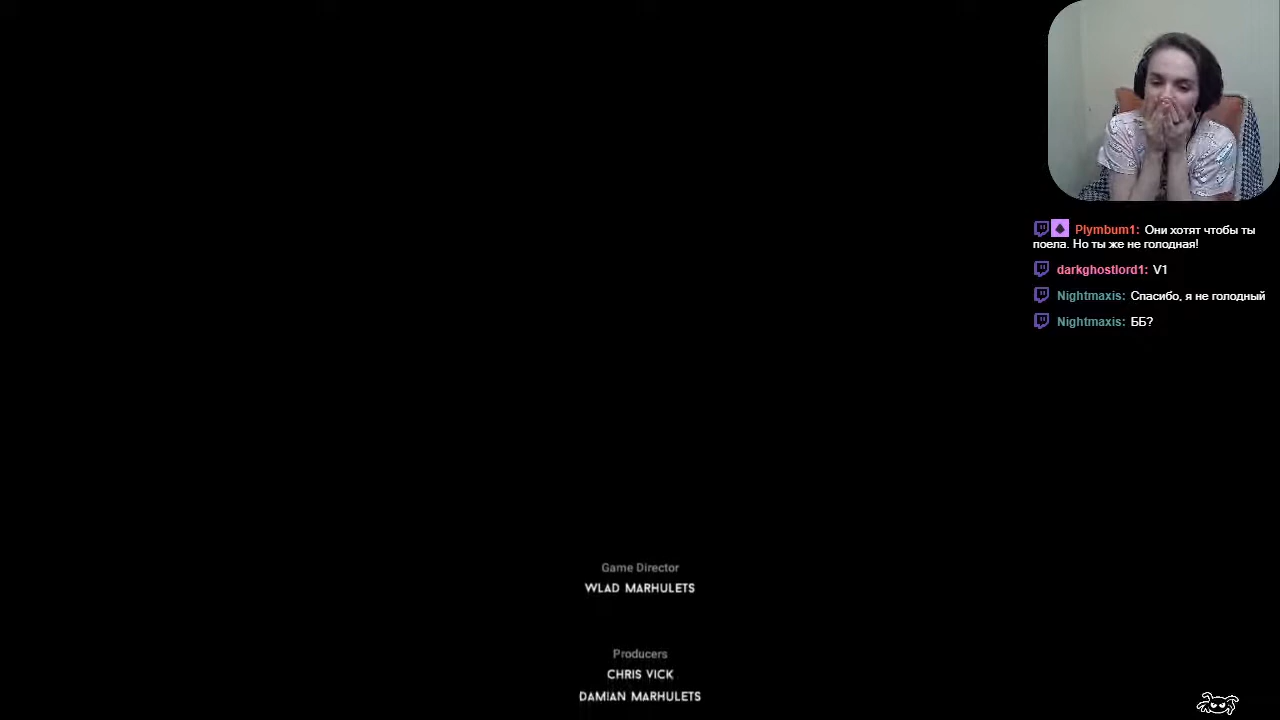 Plymbum1: Они хотят чтобы ты
поела. Но ты же не голодная!
darkghostlord1: V1
Nightmaxis: Спасибо, я не голодный
Nightmaxis: ББ?
Game Director
WLAD MARHULETS
Producers
CHRIS VICK
DAMIAN MARHULETS